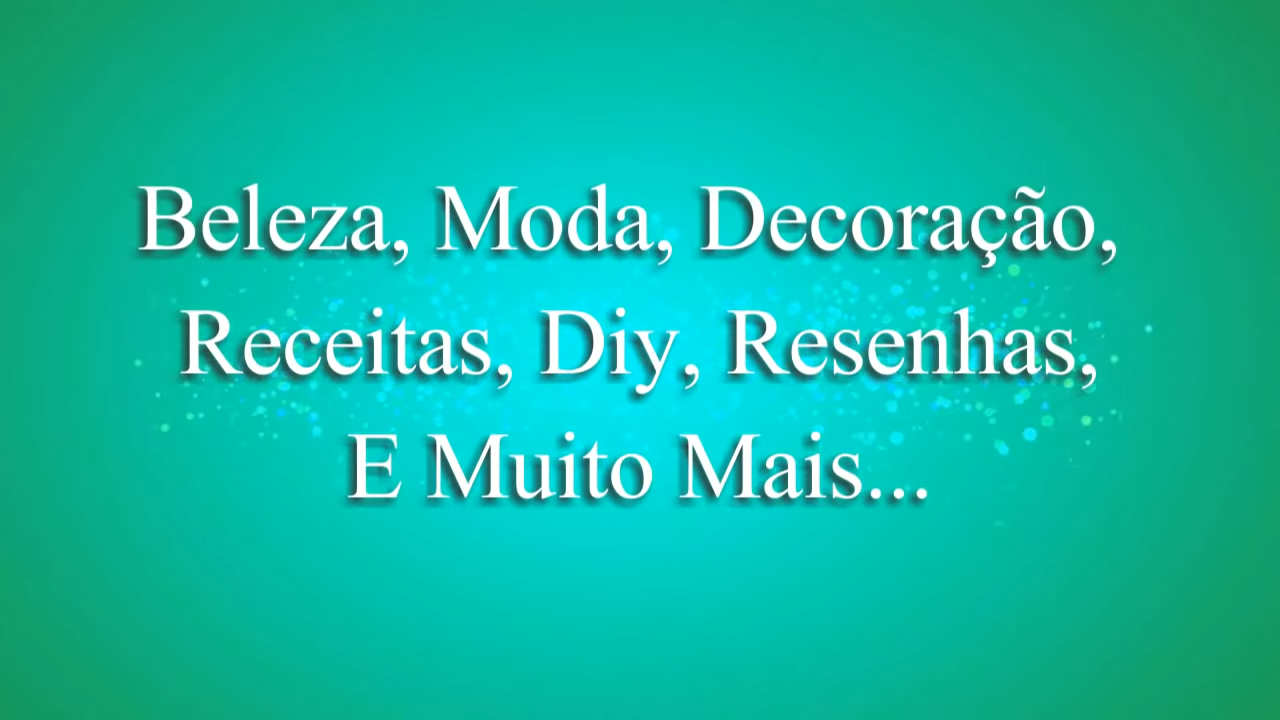 Beleza, Moda, Decoração,
Receitas, Diy, Resenhas,
E Muito Mais...